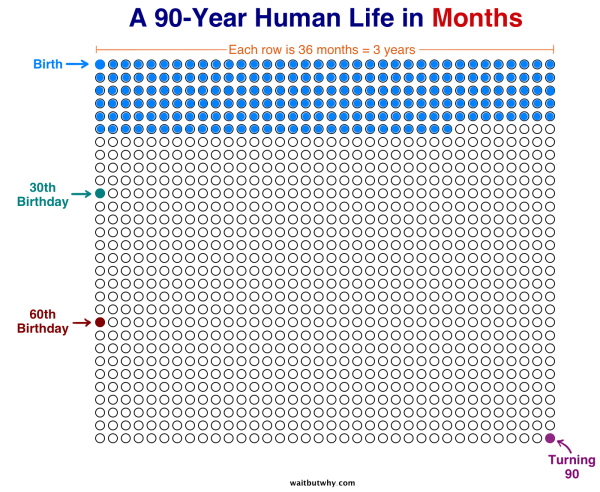 A 90-Year Human Life in Months
Each row is 36 months = 3 years
Birth
30th
Birthday
60th
Birthday
Turning
90
waitbutwhy.com